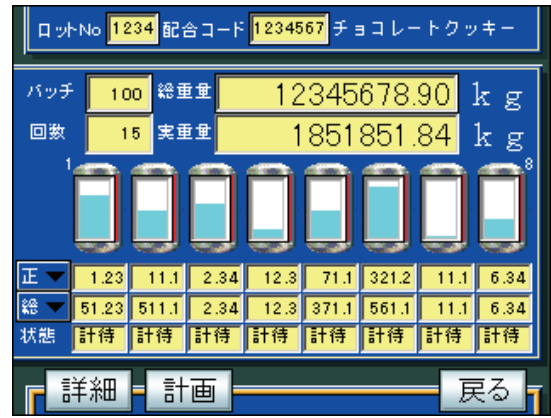 ロットNo 1234 配合コード 1234567 チョコレートクッキー
バッチ 100 総重量 12345678.90 kg
回数 15 実重量 1851851.84 kg
1 8
正 1.23 11.1 2.34 12.3 71.1 321.2 11.1 6.34
総 51.23 511.1 2.34 12.3 371.1 561.1 11.1 6.34
状態 計待 計待 計待 計待 計待 計待 計待 計待
詳細 計画 戻る